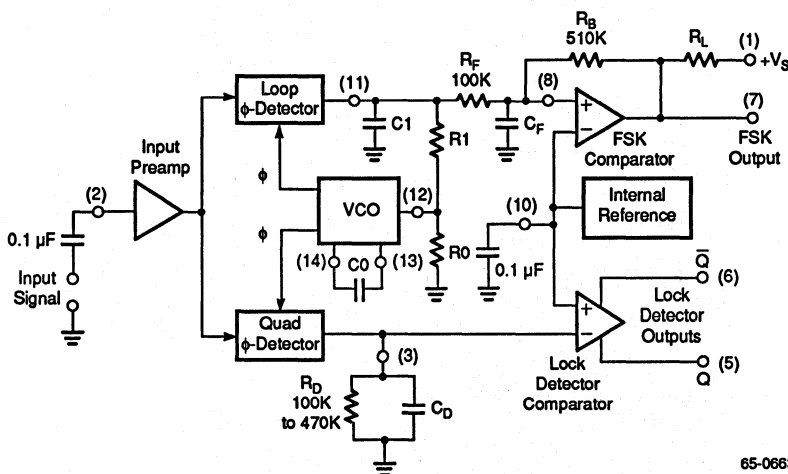 R_B
510K
R_L
(1)
+V_S
R_F
100K
(11)
(8)
Loop
ϕ-Detector
C1
R1
C_F
+
−
FSK
Comparator
(7)
FSK
Output
Input
Preamp
(2)
ϕ
ϕ
VCO
(12)
(10)
Internal
Reference
0.1 µF
Input
Signal
(14)
C0
(13)
R0
0.1 µF
Q̅
(6)
Lock
Detector
Outputs
(5)
Q
+
−
Quad
ϕ-Detector
(3)
Lock
Detector
Comparator
R_D
100K
to 470K
C_D
65-066